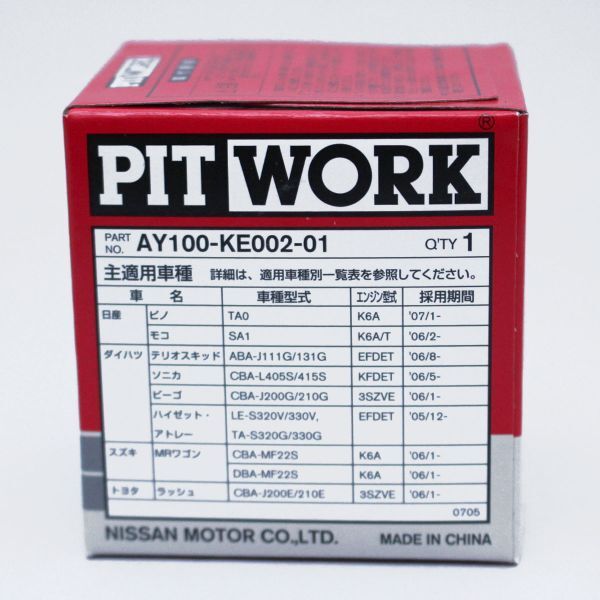 PIT WORK ®
PART NO. AY100-KE002-01 Q'TY 1
主適用車種 詳細は、適用車種別一覧表を参照してください。
車 名 車種型式 エンジン型式 採用期間
日産 ピノ TA0 K6A '07/1-
モコ SA1 K6A/T '06/2-
ダイハツ テリオスキッド ABA-J111G/131G EFDET '06/8-
ソニカ CBA-L405S/415S KFDET '06/5-
ビーゴ CBA-J200G/210G 3SZVE '06/1-
ハイゼット・ LE-S320V/330V, EFDET '05/12-
アトレー TA-S320G/330G
スズキ MRワゴン CBA-MF22S K6A '06/1-
DBA-MF22S K6A '06/1-
トヨタ ラッシュ CBA-J200E/210E 3SZVE '06/1-
0705
NISSAN MOTOR CO.,LTD. MADE IN CHINA